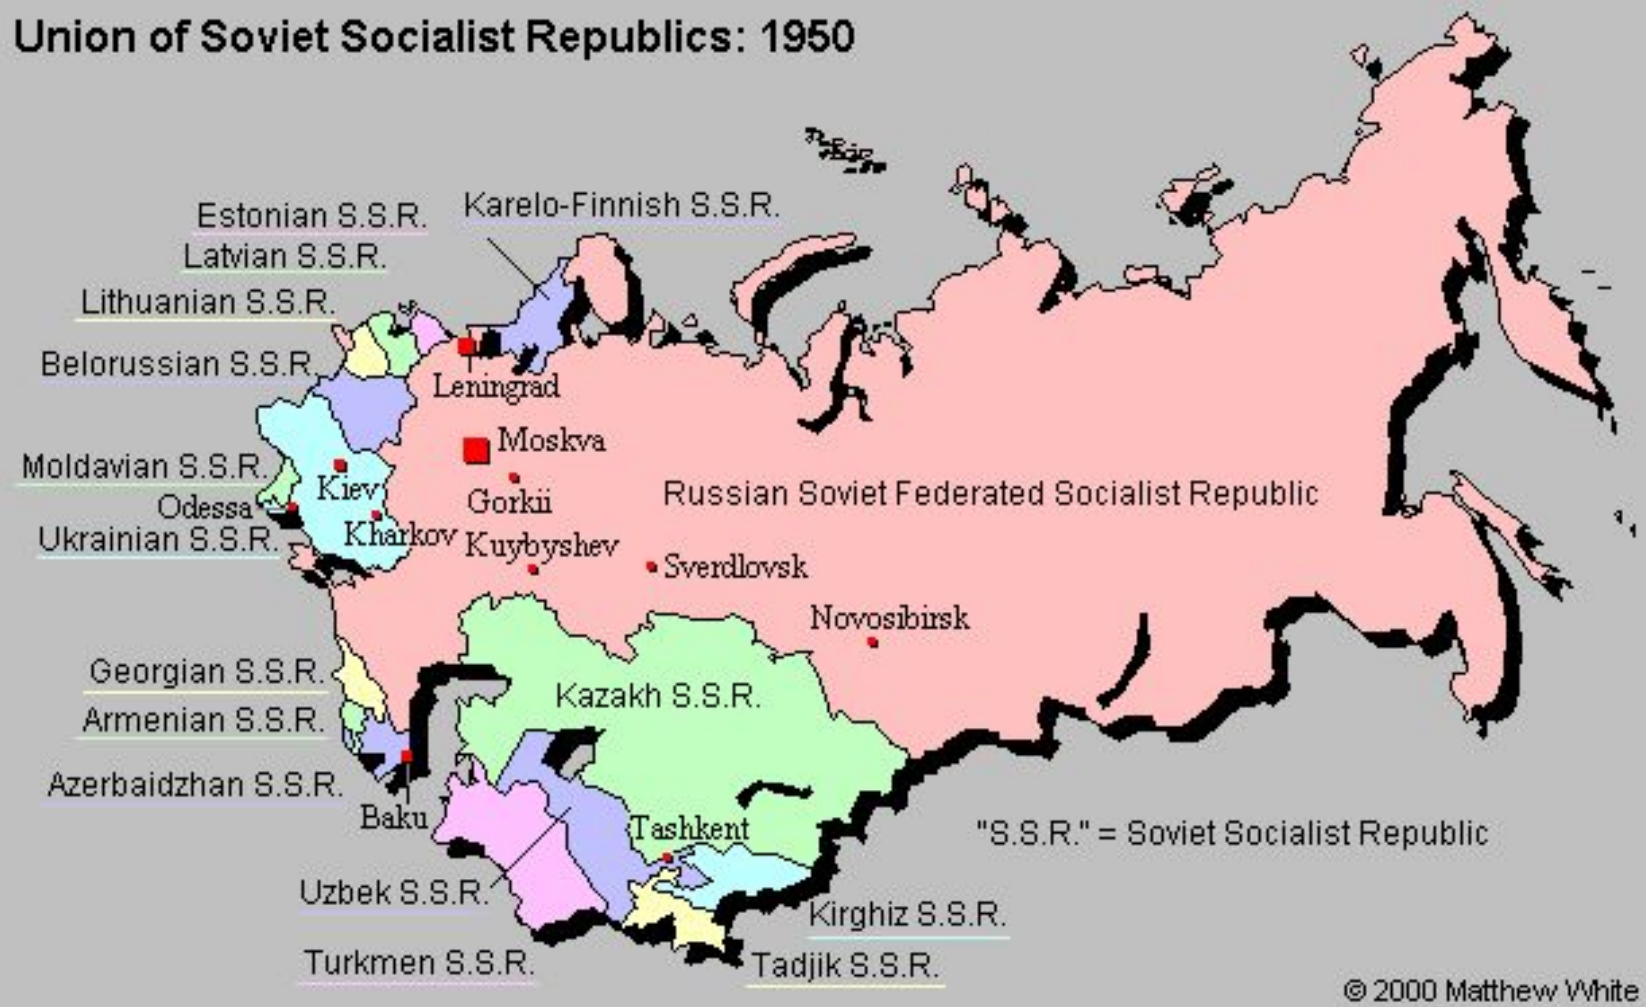 Union of Soviet Socialist Republics: 1950
Estonian S.S.R.
Karelo-Finnish S.S.R.
Latvian S.S.R.
Lithuanian S.S.R.
Belorussian S.S.R.
Leningrad
Moskva
Moldavian S.S.R.
Kiev
Gorkii
Russian Soviet Federated Socialist Republic
Odessa
Ukrainian S.S.R.
Kharkov
Kuybyshev
Sverdlovsk
Novosibirsk
Georgian S.S.R.
Kazakh S.S.R.
Armenian S.S.R.
Azerbaidzhan S.S.R.
Baku
Tashkent
"S.S.R." = Soviet Socialist Republic
Uzbek S.S.R.
Kirghiz S.S.R.
Turkmen S.S.R.
Tadjik S.S.R.
© 2000 Matthew White